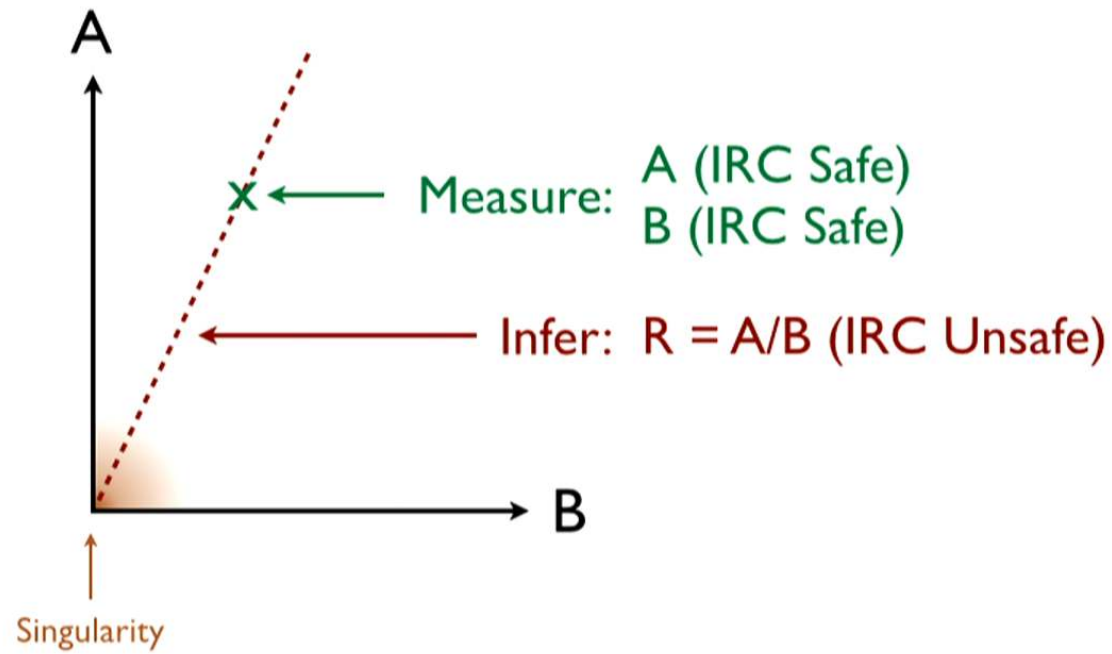 A
x
Measure: A (IRC Safe)
B (IRC Safe)
Infer: R = A/B (IRC Unsafe)
B
Singularity